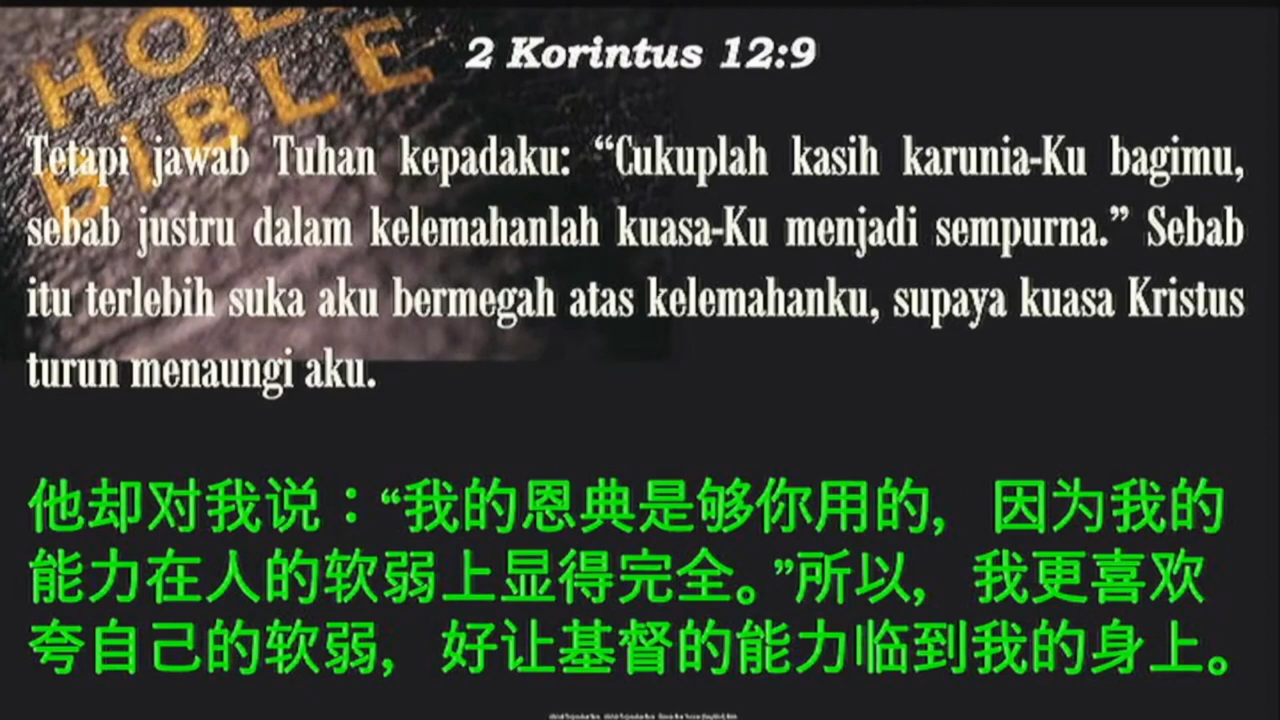 HOL
BIBLE
2 Korintus 12:9
Tetapi jawab Tuhan kepadaku: “Cukuplah kasih karunia-Ku bagimu,
sebab justru dalam kelemahanlah kuasa-Ku menjadi sempurna.” Sebab
itu terlebih suka aku bermegah atas kelemahanku, supaya kuasa Kristus
turun menaungi aku.
他却对我说：“我的恩典是够你用的, 因为我的
能力在人的软弱上显得完全。”所以, 我更喜欢
夸自己的软弱, 好让基督的能力临到我的身上。